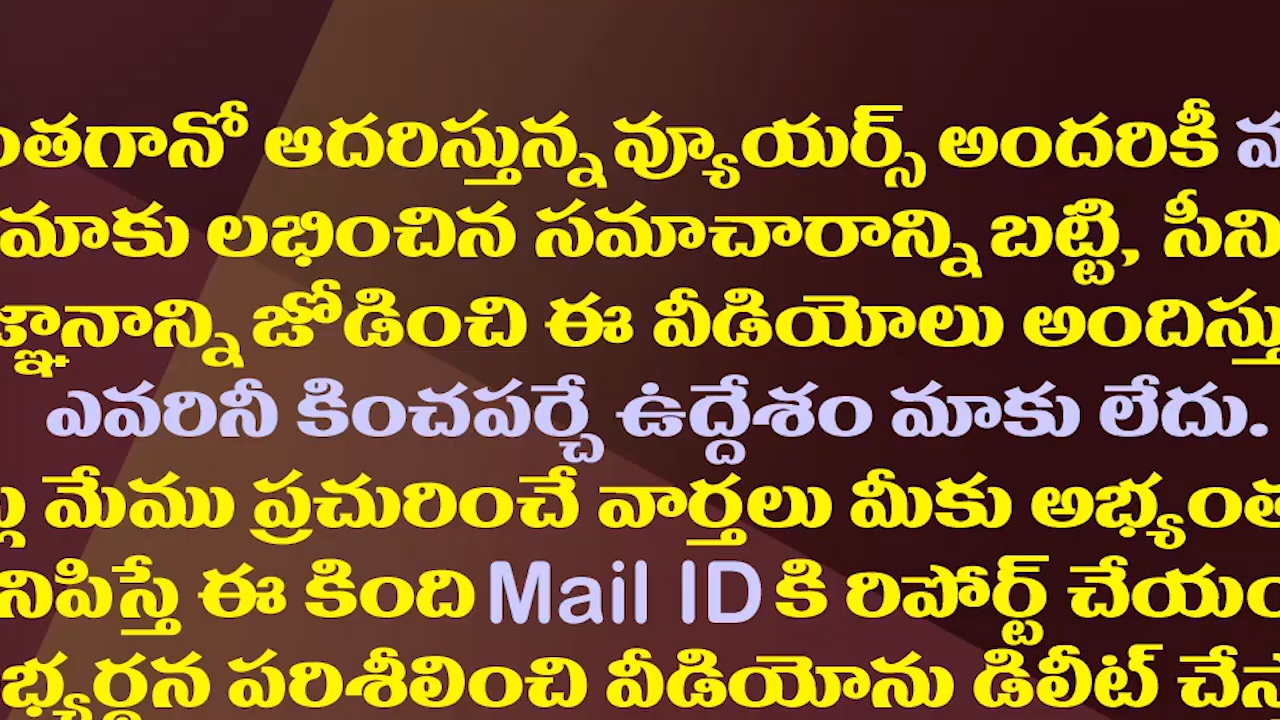 ంతగానో ఆదరిస్తున్న వ్యూయర్స్ అందరికీ
మాకు లభించిన సమాచారాన్ని బట్టి, సీని
జ్ఞానాన్ని జోడించి ఈ వీడియోలు అందిస్తు
ఎవరినీ కించపర్చే ఉద్దేశం మాకు లేదు.
మేము ప్రచురించే వార్తలు మీకు అభ్యంత
నిపిస్తే ఈ కింది Mail ID కి రిపోర్ట్ చేయం
భ్యర్థన పరిశీలించి వీడియోను డిలీట్ చేస